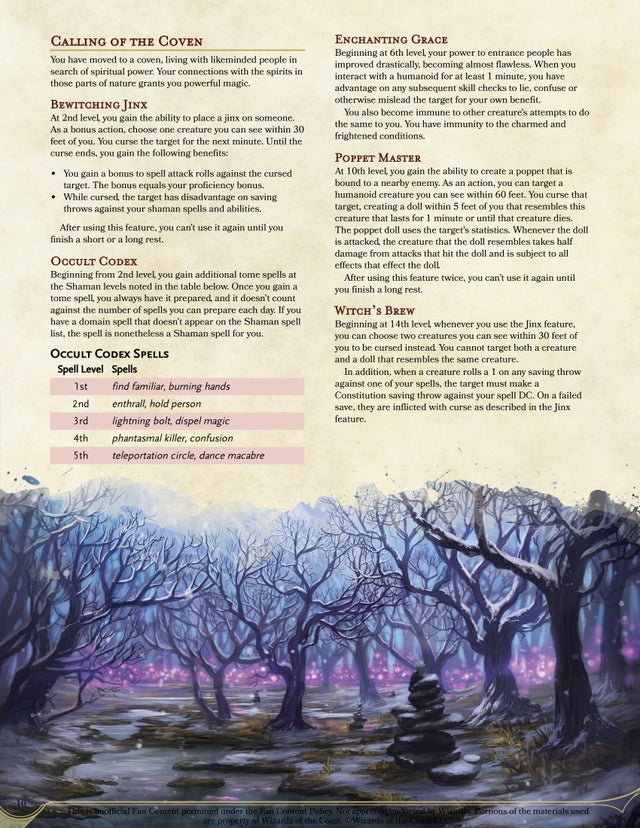 Calling of the Coven
You have moved to a coven, living with likeminded people in
search of spiritual power. Your connections with the spirits in
those parts of nature grants you powerful magic.
Bewitching Jinx
At 2nd level, you gain the ability to place a jinx on someone.
As a bonus action, choose one creature you can see within 30
feet of you. You curse the target for the next minute. Until the
curse ends, you gain the following benefits:
• You gain a bonus to spell attack rolls against the cursed
target. The bonus equals your proficiency bonus.
• While cursed, the target has disadvantage on saving
throws against your shaman spells and abilities.
After using this feature, you can't use it again until you
finish a short or a long rest.
Occult Codex
Beginning from 2nd level, you gain additional tome spells at
the Shaman levels noted in the table below. Once you gain a
tome spell, you always have it prepared, and it doesn't count
against the number of spells you can prepare each day. If you
have a domain spell that doesn't appear on the Shaman spell
list, the spell is nonetheless a Shaman spell for you.
Occult Codex Spells
Spell Level Spells
1st find familiar, burning hands
2nd enthrall, hold person
3rd lightning bolt, dispel magic
4th phantasmal killer, confusion
5th teleportation circle, dance macabre
Enchanting Grace
Beginning at 6th level, your power to entrance people has
improved drastically, becoming almost flawless. When you
interact with a humanoid for at least 1 minute, you have
advantage on any subsequent skill checks to lie, confuse or
otherwise mislead the target for your own benefit.
You also become immune to other creature's attempts to do
the same to you. You have immunity to the charmed and
frightened conditions.
Poppet Master
At 10th level, you gain the ability to create a poppet that is
bound to a nearby enemy. As an action, you can target a
humanoid creature you can see within 60 feet. You curse that
target, creating a doll within 5 feet of you that resembles this
creature that lasts for 1 minute or until that creature dies.
The poppet doll uses the target's statistics. Whenever the doll
is attacked, the creature that the doll resembles takes half
damage from attacks that hit the doll and is subject to all
effects that effect the doll.
After using this feature twice, you can't use it again until
you finish a long rest.
Witch's Brew
Beginning at 14th level, whenever you use the Jinx feature,
you can choose two creatures you can see within 30 feet of
you to be cursed instead. You cannot target both a creature
and a doll that resembles the same creature.
In addition, when a creature rolls a 1 on any saving throw
against one of your spells, the target must make a
Constitution saving throw against your spell DC. On a failed
save, they are inflicted with curse as described in the Jinx
feature.
10
This is unofficial Fan Content permitted under the Fan Content Policy. Not approved/endorsed by Wizards. Portions of the materials used
are property of Wizards of the Coast. ©Wizards of the Coast LLC.